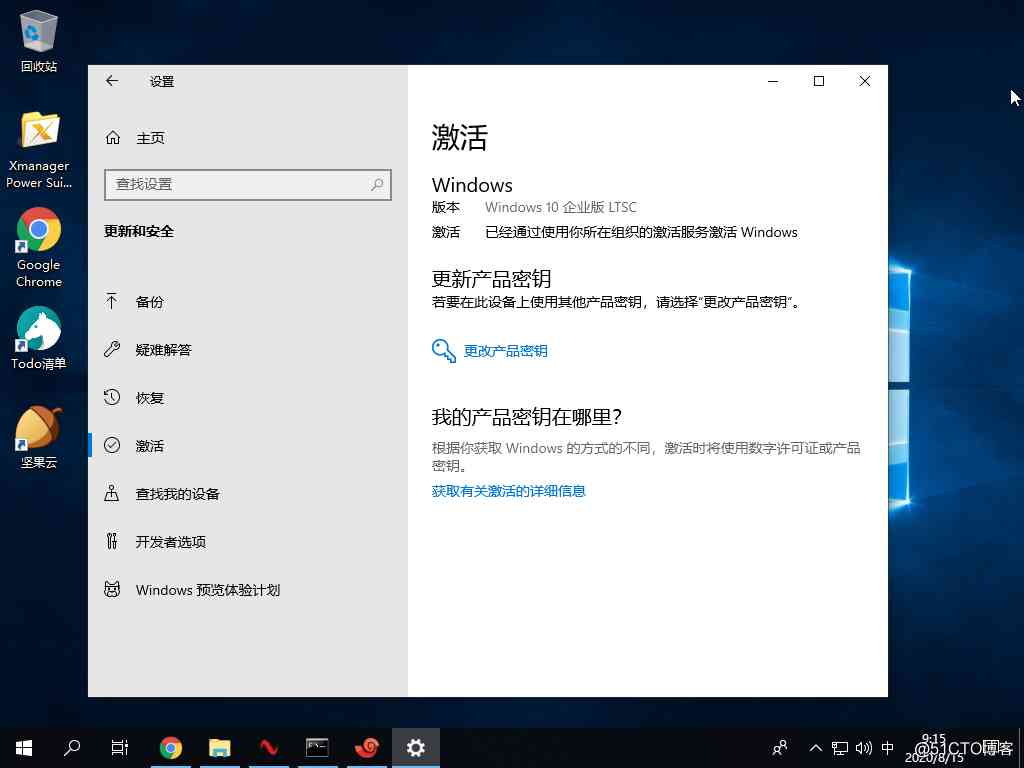 回收站
Xmanager
Power Sui...
Google
Chrome
Todo清单
坚果云
设置
主页
查找设置
更新和安全
备份
疑难解答
恢复
激活
查找我的设备
开发者选项
Windows 预览体验计划
激活
Windows
版本 Windows 10 企业版 LTSC
激活 已经通过使用你所在组织的激活服务激活 Windows
更新产品密钥
若要在此设备上使用其他产品密钥，请选择"更改产品密钥"。
更改产品密钥
我的产品密钥在哪里?
根据你获取 Windows 的方式的不同，激活时将使用数字许可证或产品
密钥。
获取有关激活的详细信息
中
9:15
2020/8/15
@51CTO博客